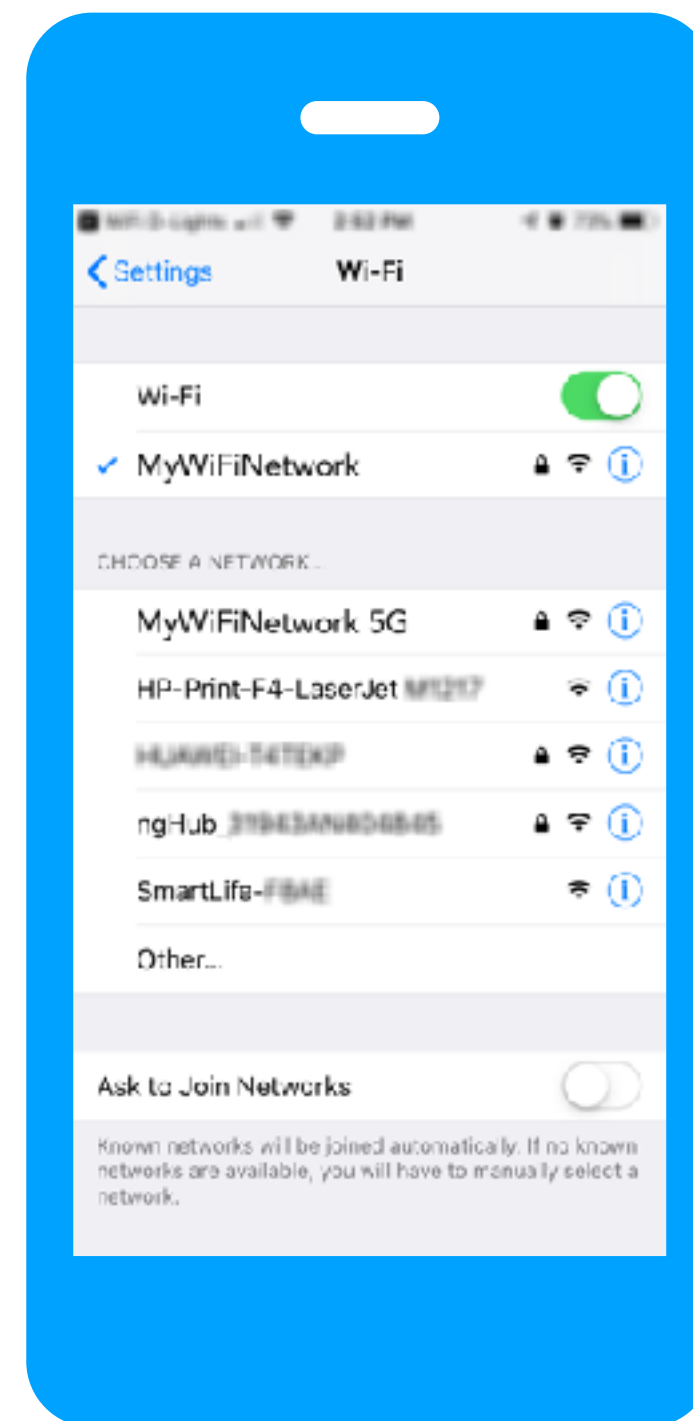 Settings Wi-Fi
Wi-Fi
MyWiFiNetwork
CHOOSE A NETWORK...
MyWiFiNetwork 5G
HP-Print-F4-LaserJet
ngHub
SmartLife-
Other...
Ask to Join Networks
Known networks will be joined automatically. If no known
networks are available, you will have to manually select a
network.